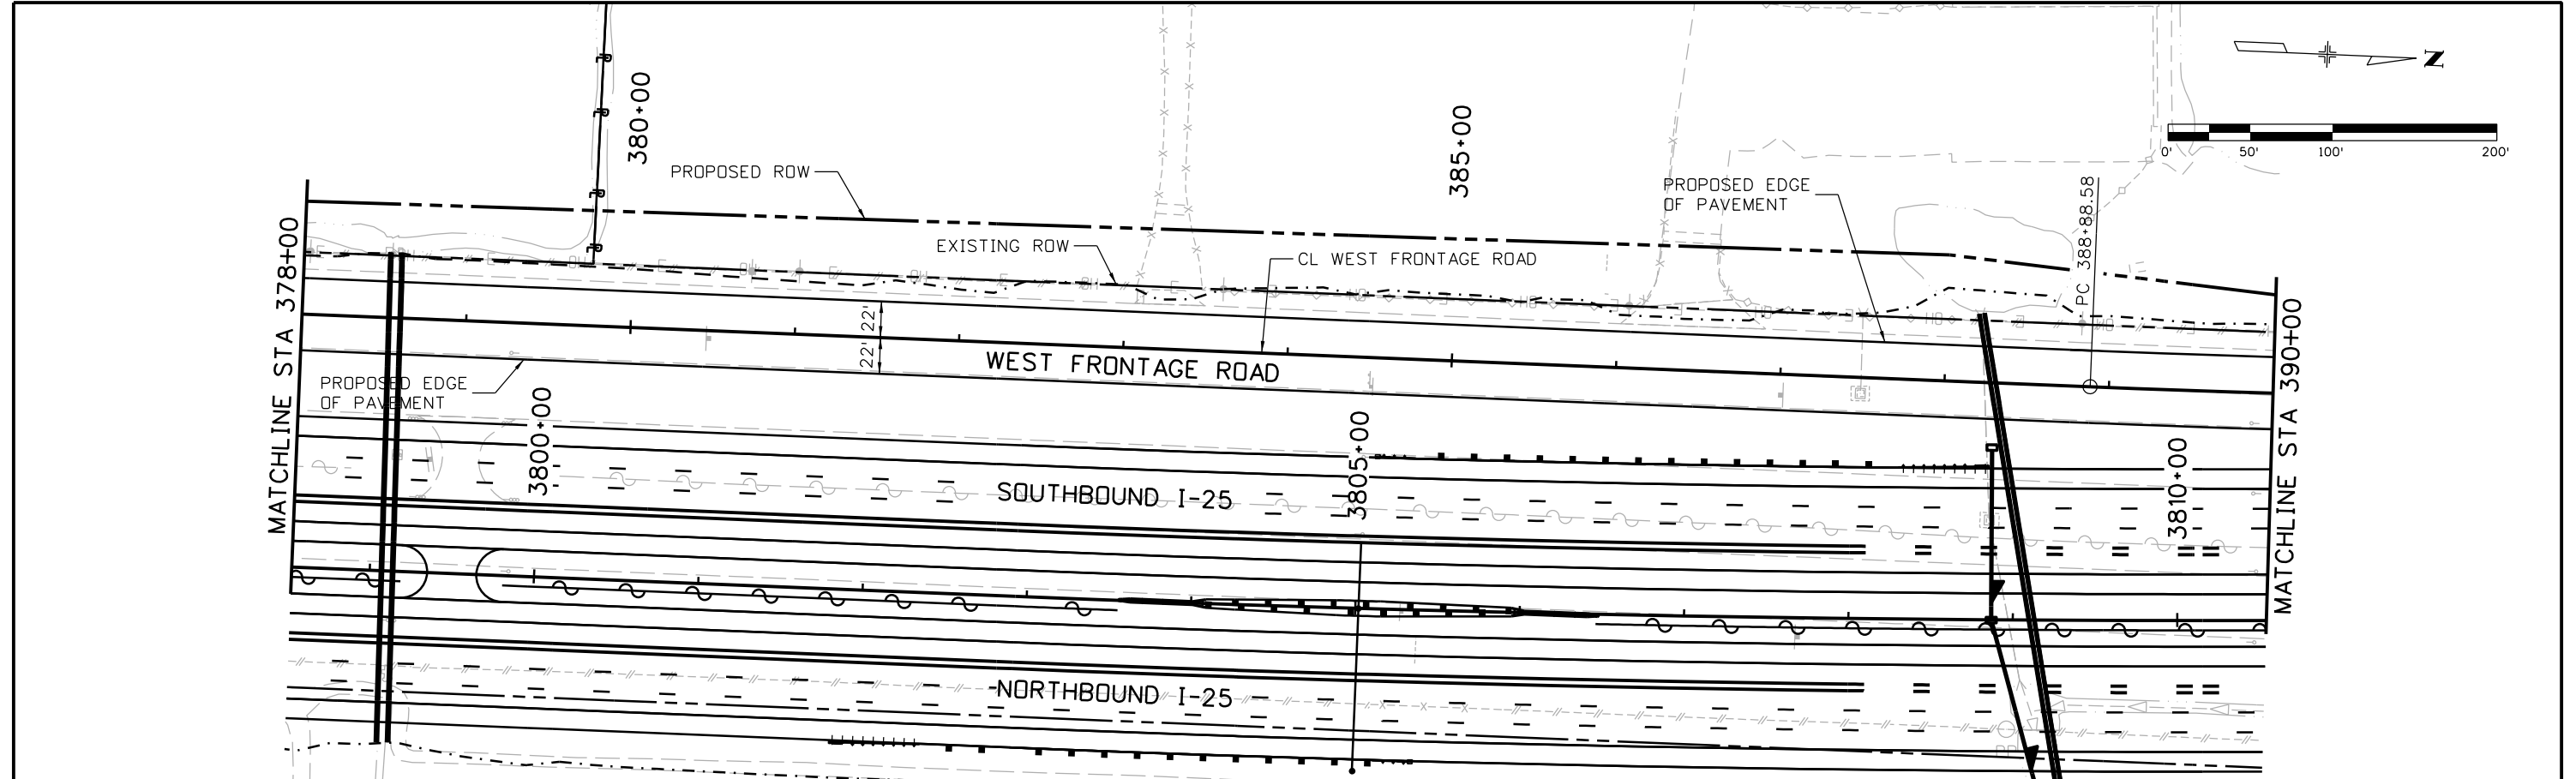 380+00
385+00
N
0' 50' 100' 200'
PROPOSED ROW
PROPOSED EDGE
OF PAVEMENT
PC 388+88.58
EXISTING ROW
CL WEST FRONTAGE ROAD
MATCHLINE STA 378+00
22'
22'
WEST FRONTAGE ROAD
PROPOSED EDGE
OF PAVEMENT
MATCHLINE STA 390+00
3800+00
3805+00
3810+00
SOUTHBOUND I-25
NORTHBOUND I-25